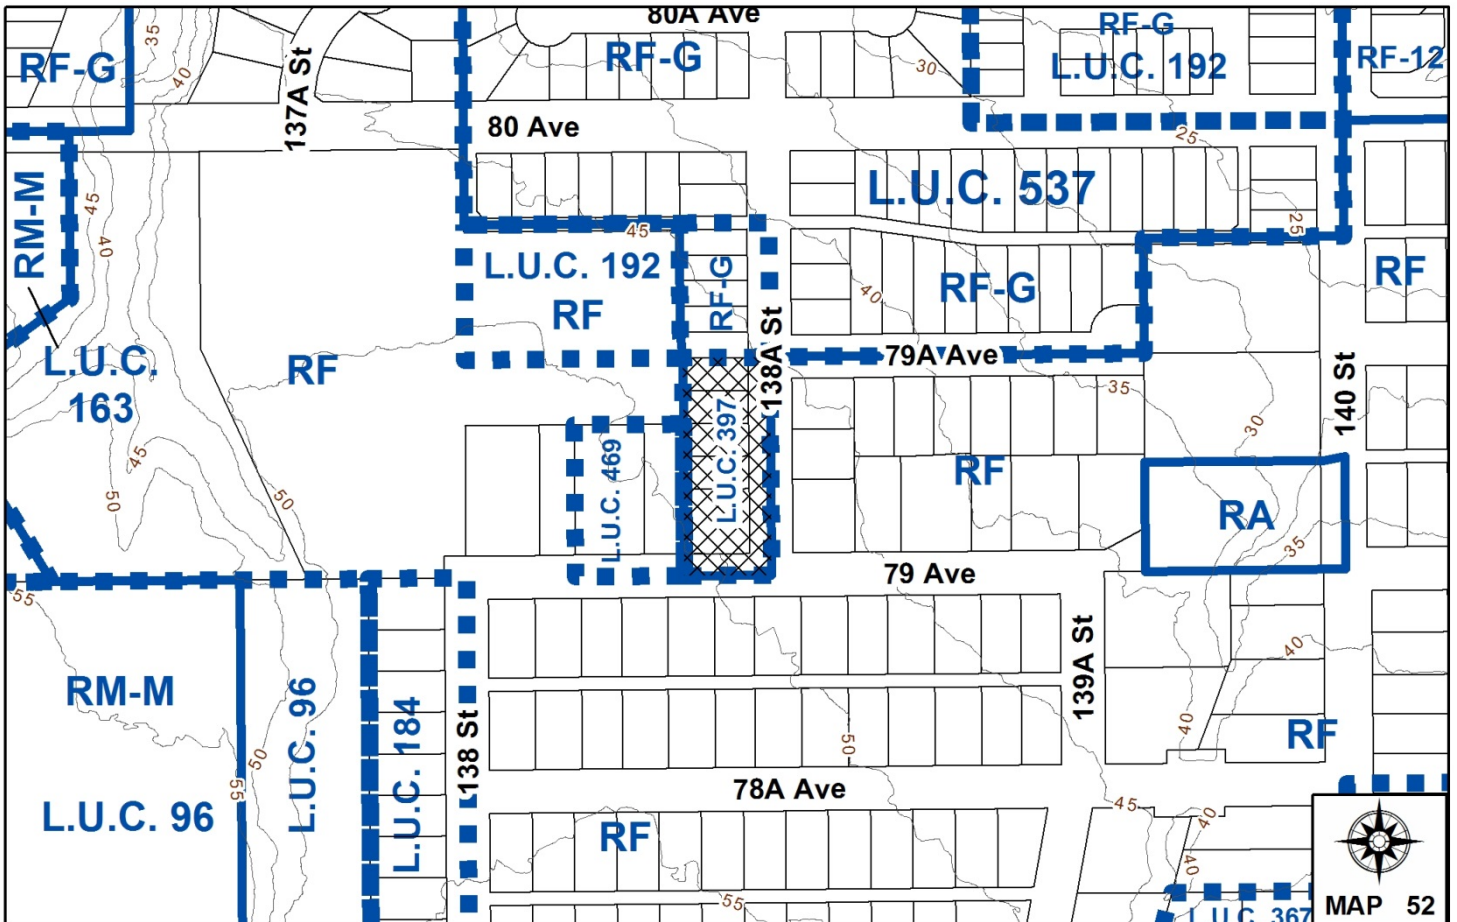 80A Ave
RF-G
35
40
137A St
RF-G
30
RF-G
L.U.C. 192
RF-12
80 Ave
25
RM-M
45
40
L.U.C. 537
25
45
L.U.C. 192
RF
RF-G
138A St
40
RF-G
RF
L.U.C.
163
RF
79A Ave
35
140 St
30
45
50
50
L.U.C. 469
L.U.C. 397
RF
RA
35
79 Ave
55
RM-M
L.U.C. 96
L.U.C. 96
50
55
L.U.C. 184
138 St
139A St
40
40
50
RF
78A Ave
45
40
40
RF
55
L.U.C. 367
MAP 52